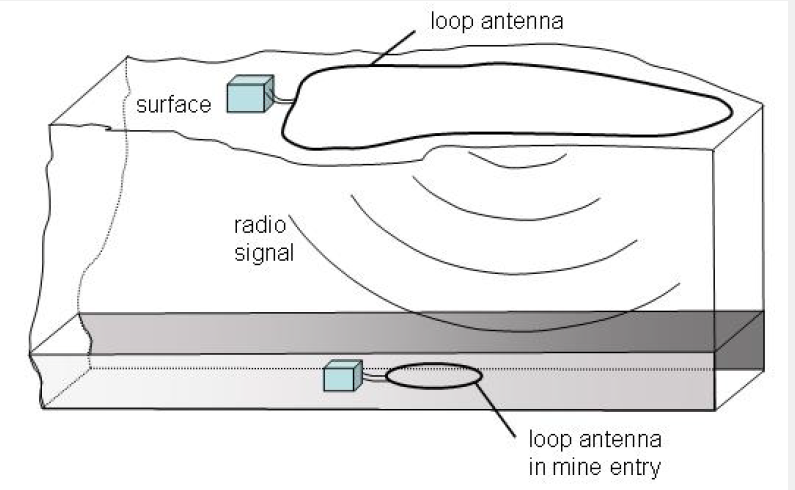 loop antenna
surface
radio
signal
loop antenna
in mine entry